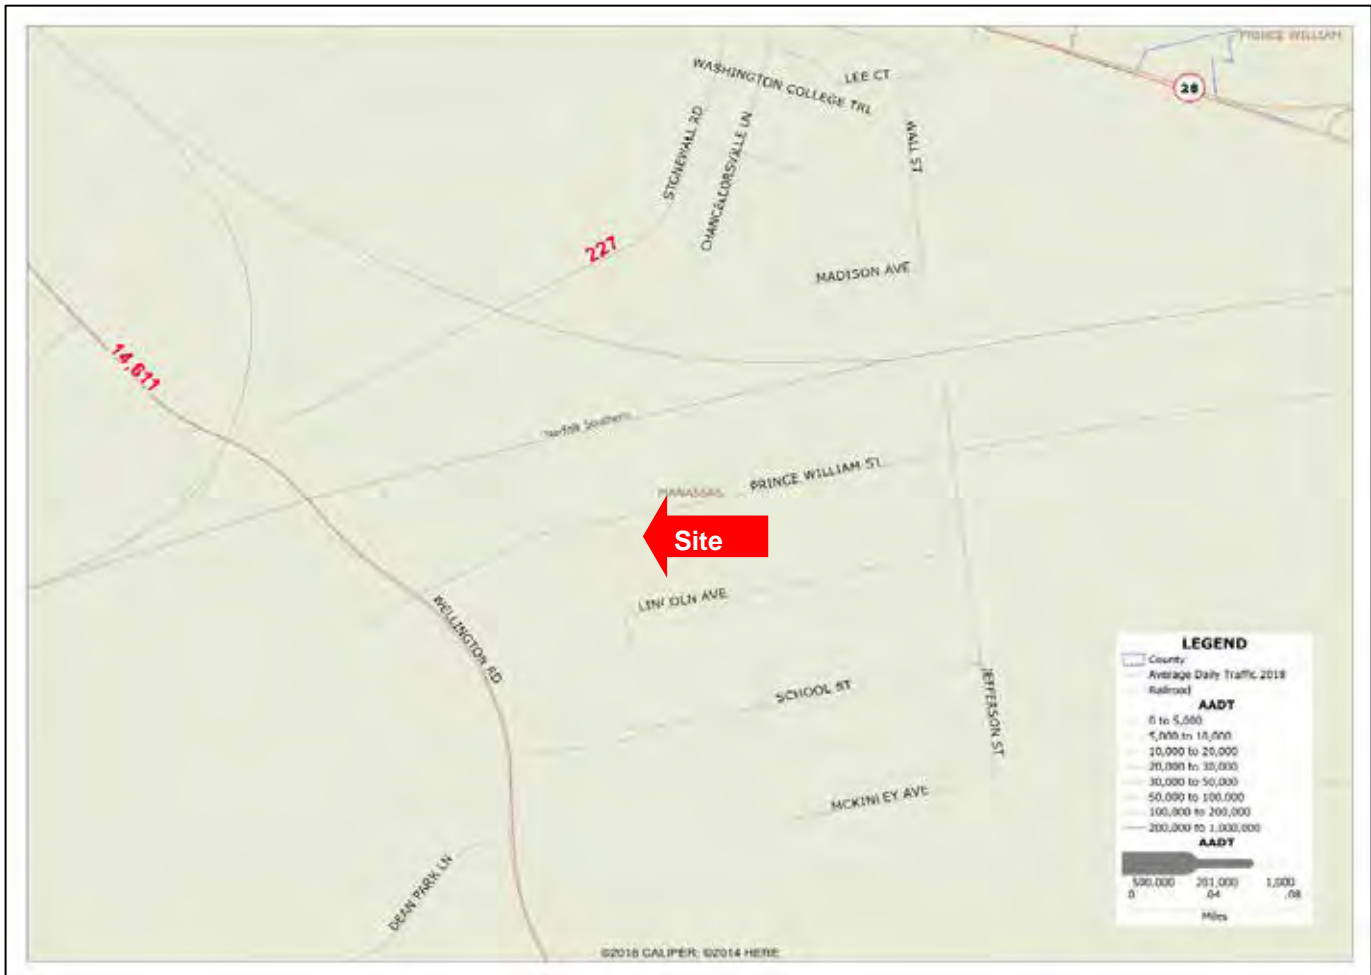 PRINCE WILLIAM
LEE CT
WASHINGTON COLLEGE TRL
28
STONEWALL RD
CHANCELLORSVILLE LN
WALL ST
227
MADISON AVE
14,611
Norfolk Southern
PRINCE WILLIAM ST
MANASSAS
Site
LINCOLN AVE
WELLINGTON RD
SCHOOL ST
JEFFERSON ST
MCKINLEY AVE
DEAN PARK LN
LEGEND
County
Average Daily Traffic 2018
Railroad
AADT
0 to 5,000
5,000 to 10,000
10,000 to 20,000
20,000 to 30,000
30,000 to 50,000
50,000 to 100,000
100,000 to 200,000
200,000 to 1,000,000
AADT
500,000 201,000 1,000
0 .04 .08
Miles
©2018 CALIPER; ©2014 HERE